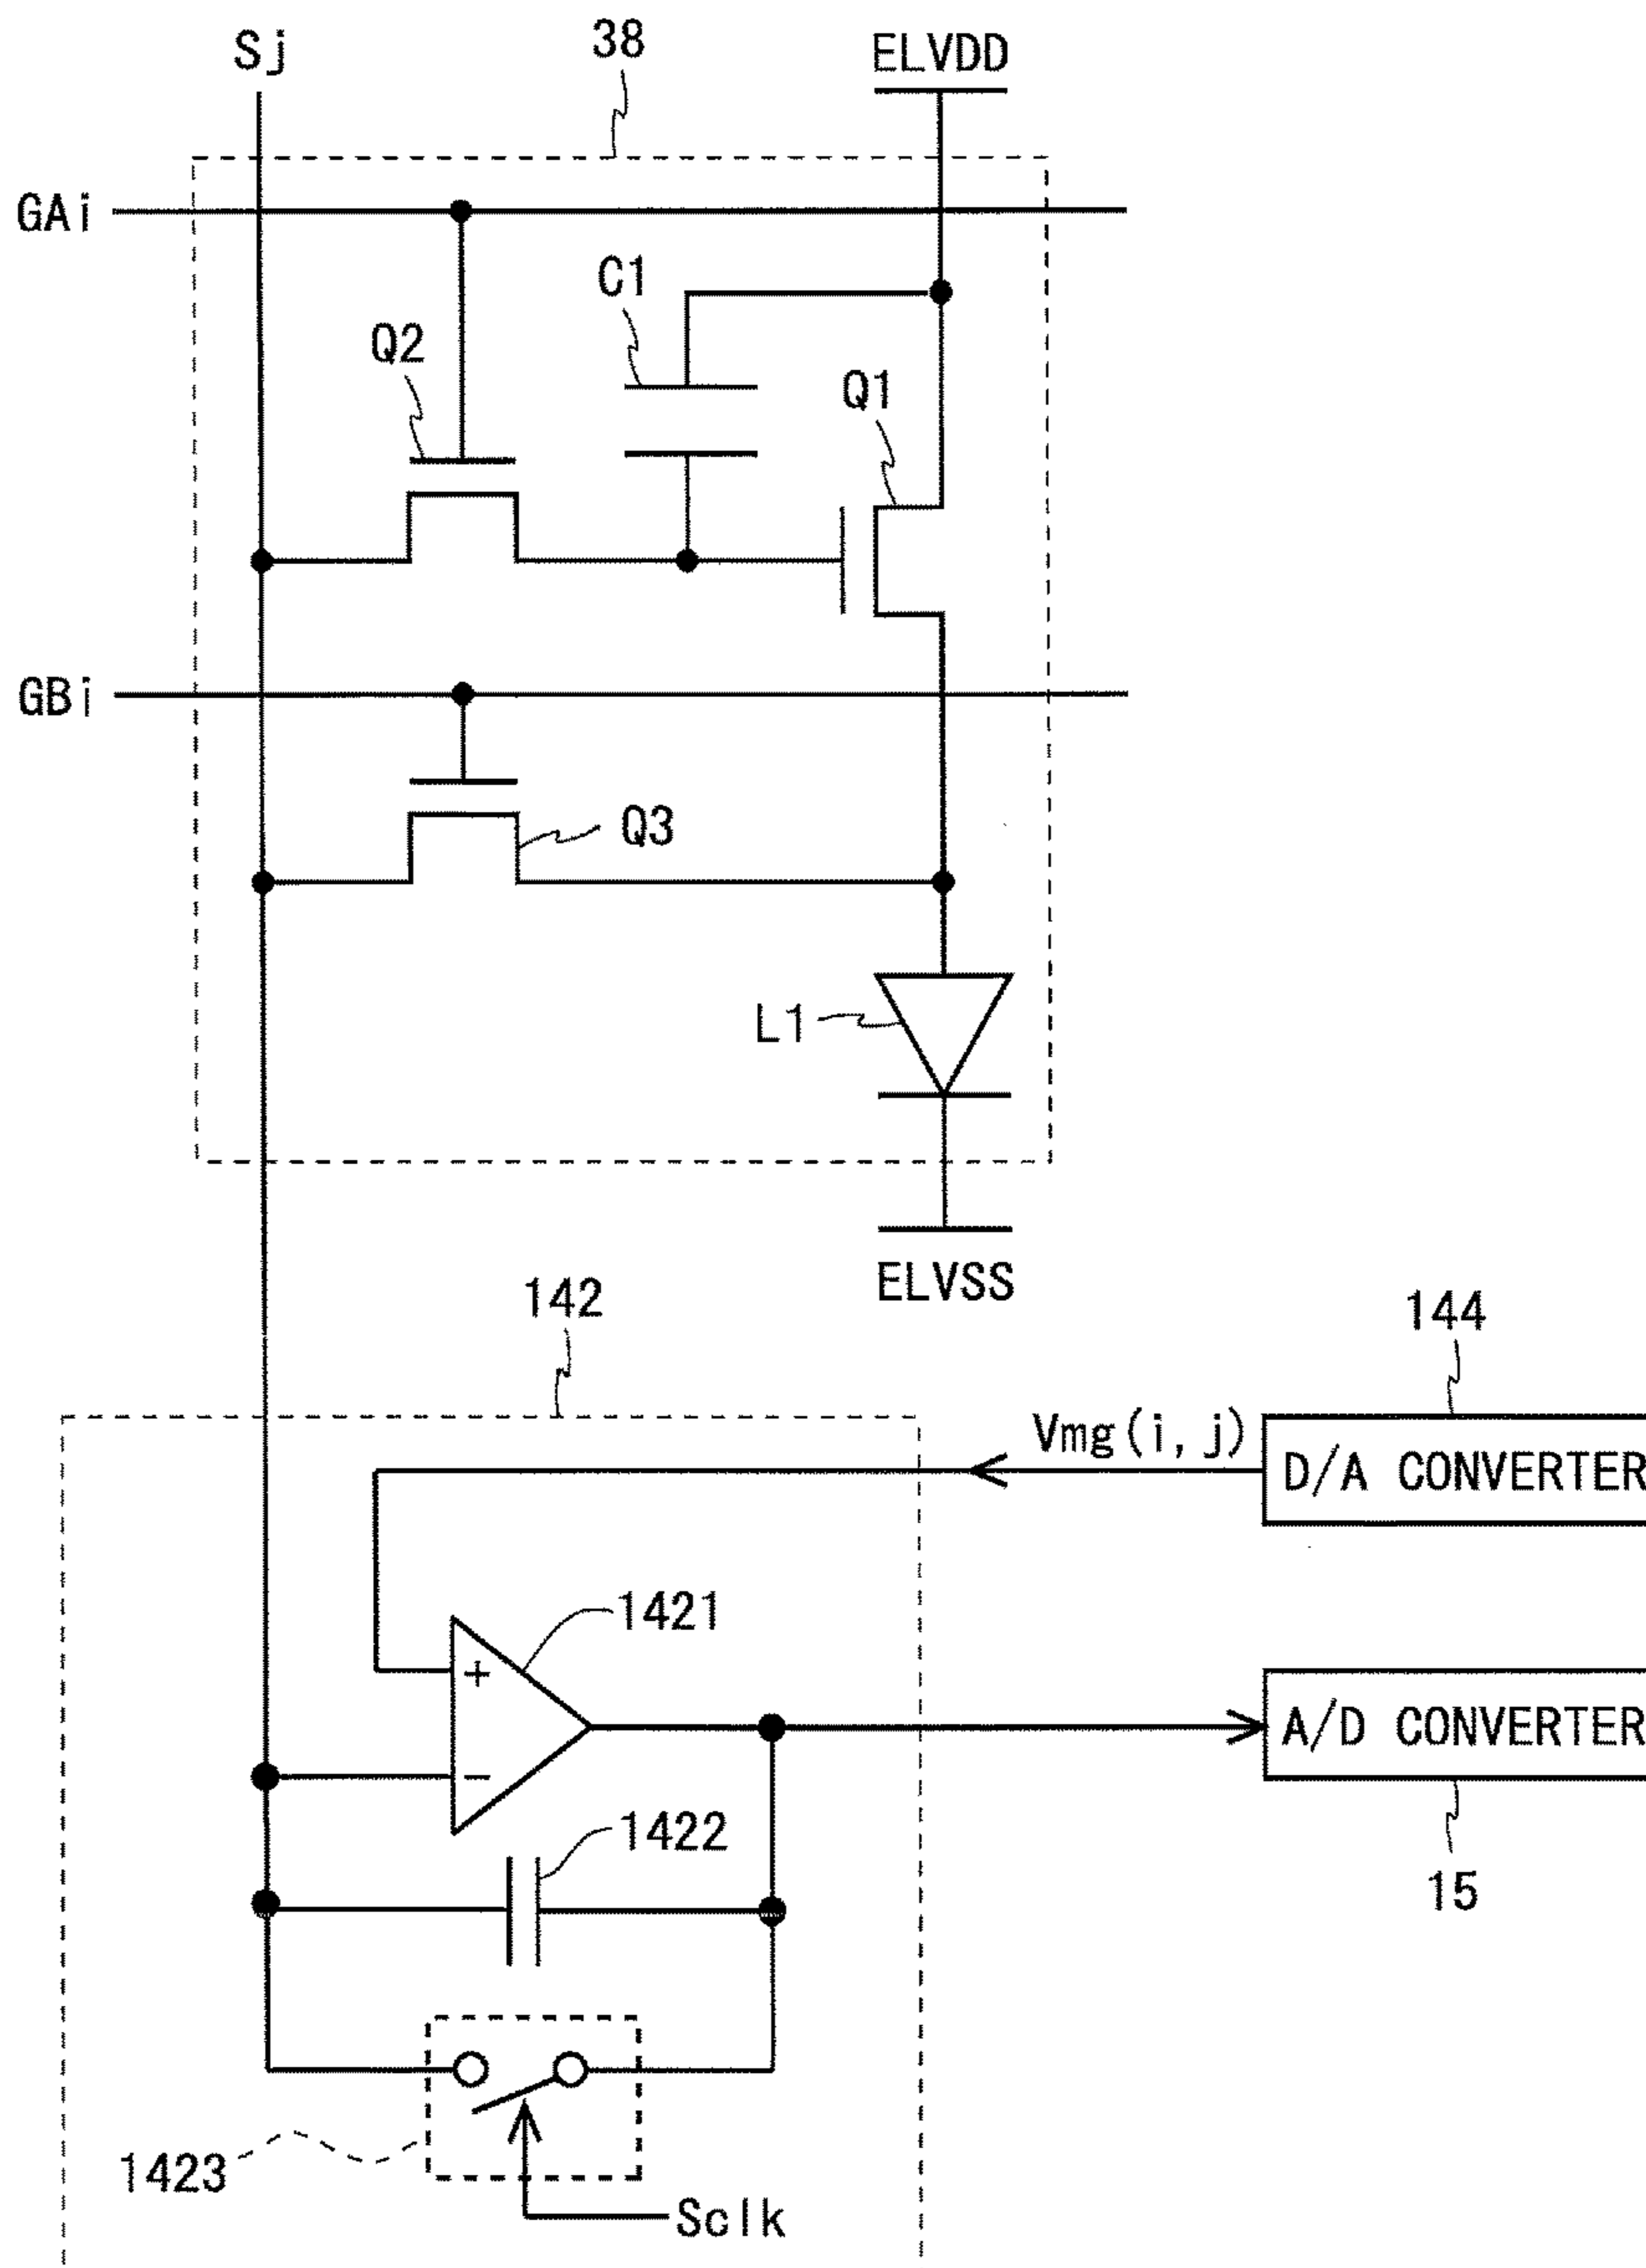 Sj
38
ELVDD
GAi
C1
Q2
Q1
GBi
Q3
L1
ELVSS
142
144
Vmg(i, j)
D/A CONVERTER
1421
+
A/D CONVERTER
−
1422
15
1423
Sclk